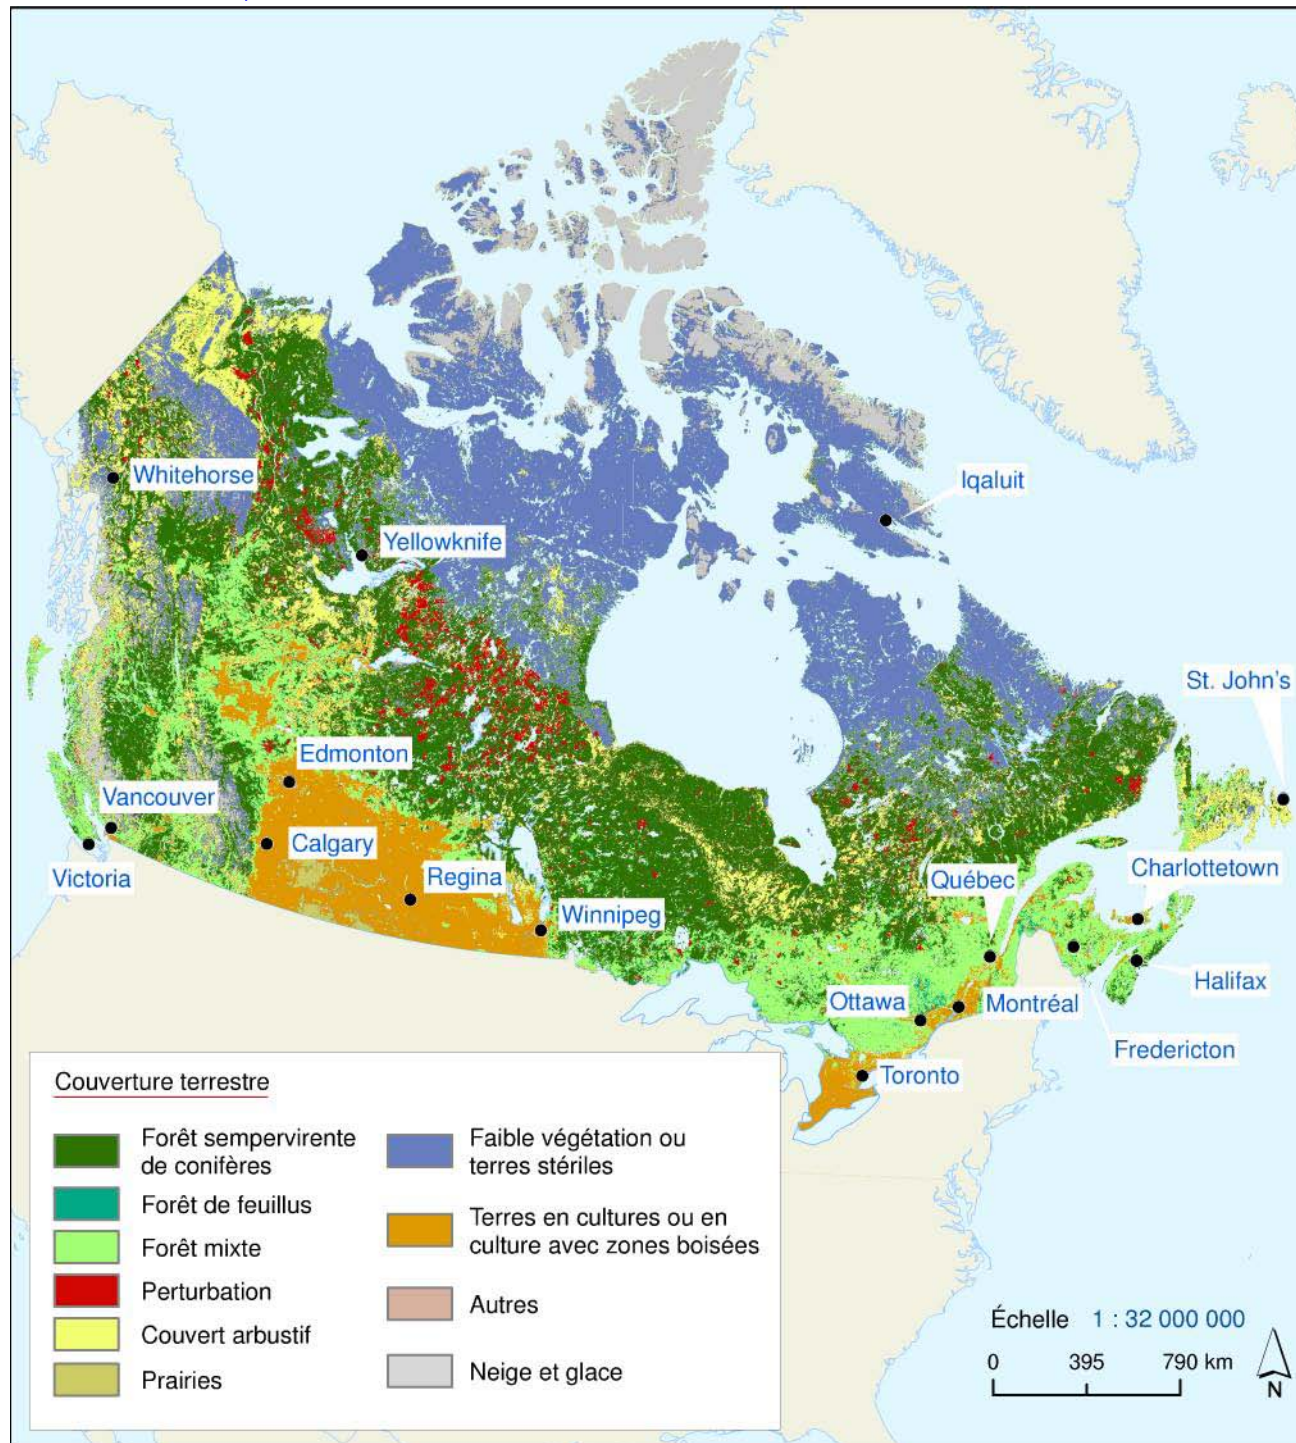 Iqaluit
Whitehorse
Yellowknife
St. John's
Edmonton
Vancouver
Calgary
Charlottetown
Québec
Regina
Victoria
Winnipeg
Halifax
Ottawa
Montréal
Fredericton
Toronto
Couverture terrestre
Forêt sempervirente
de conifères
Forêt de feuillus
Forêt mixte
Perturbation
Couvert arbustif
Prairies
Faible végétation ou
terres stériles
Terres en cultures ou en
culture avec zones boisées
Autres
Neige et glace
Échelle 1 : 32 000 000
0 395 790 km
N